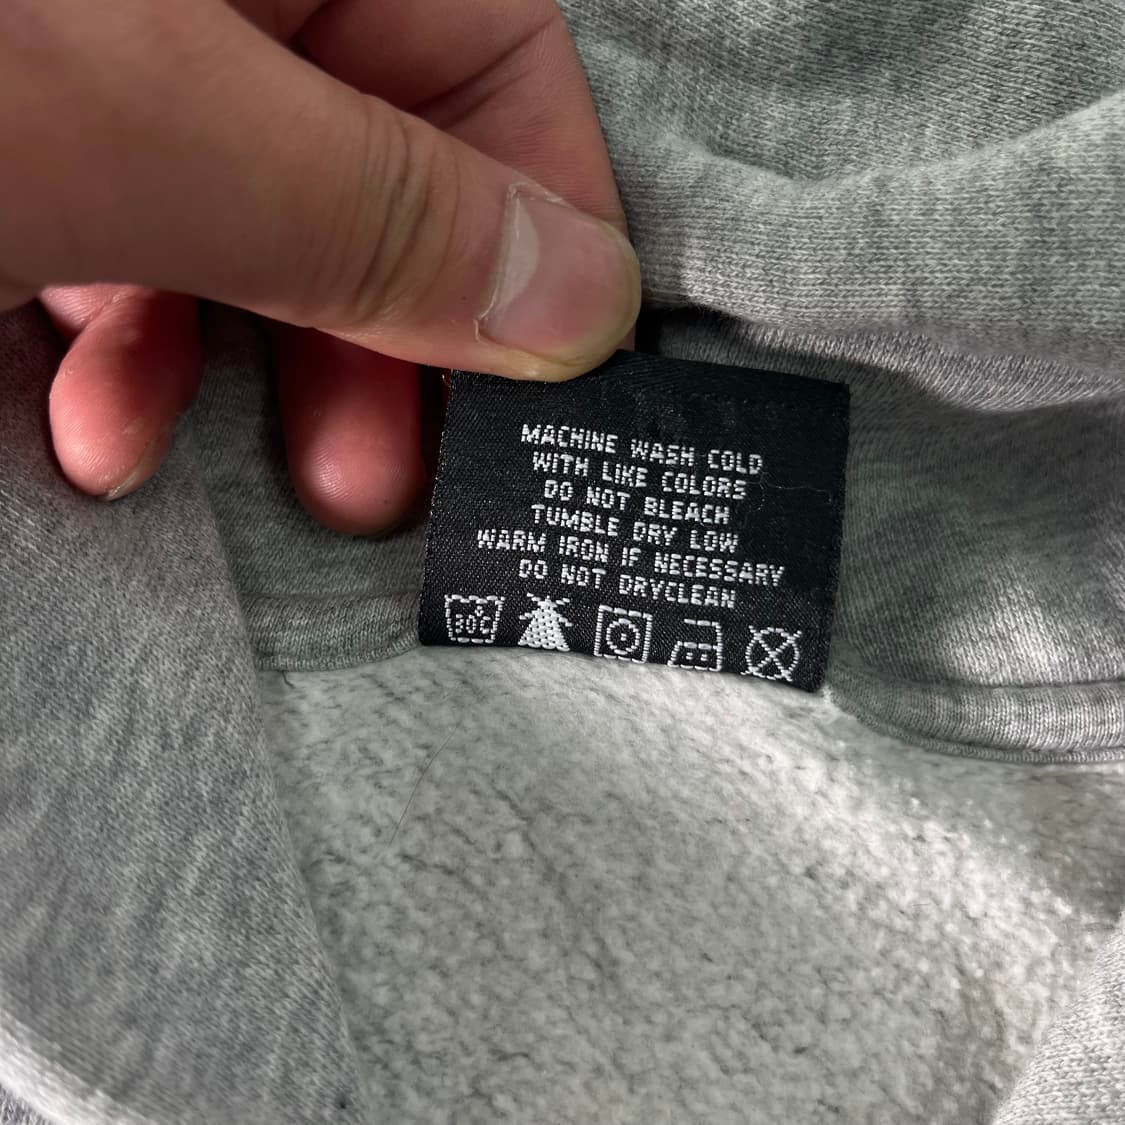 MACHINE WASH COLD
WITH LIKE COLORS
DO NOT BLEACH
TUMBLE DRY LOW
WARM IRON IF NECESSARY
DO NOT DRYCLEAN
30°C